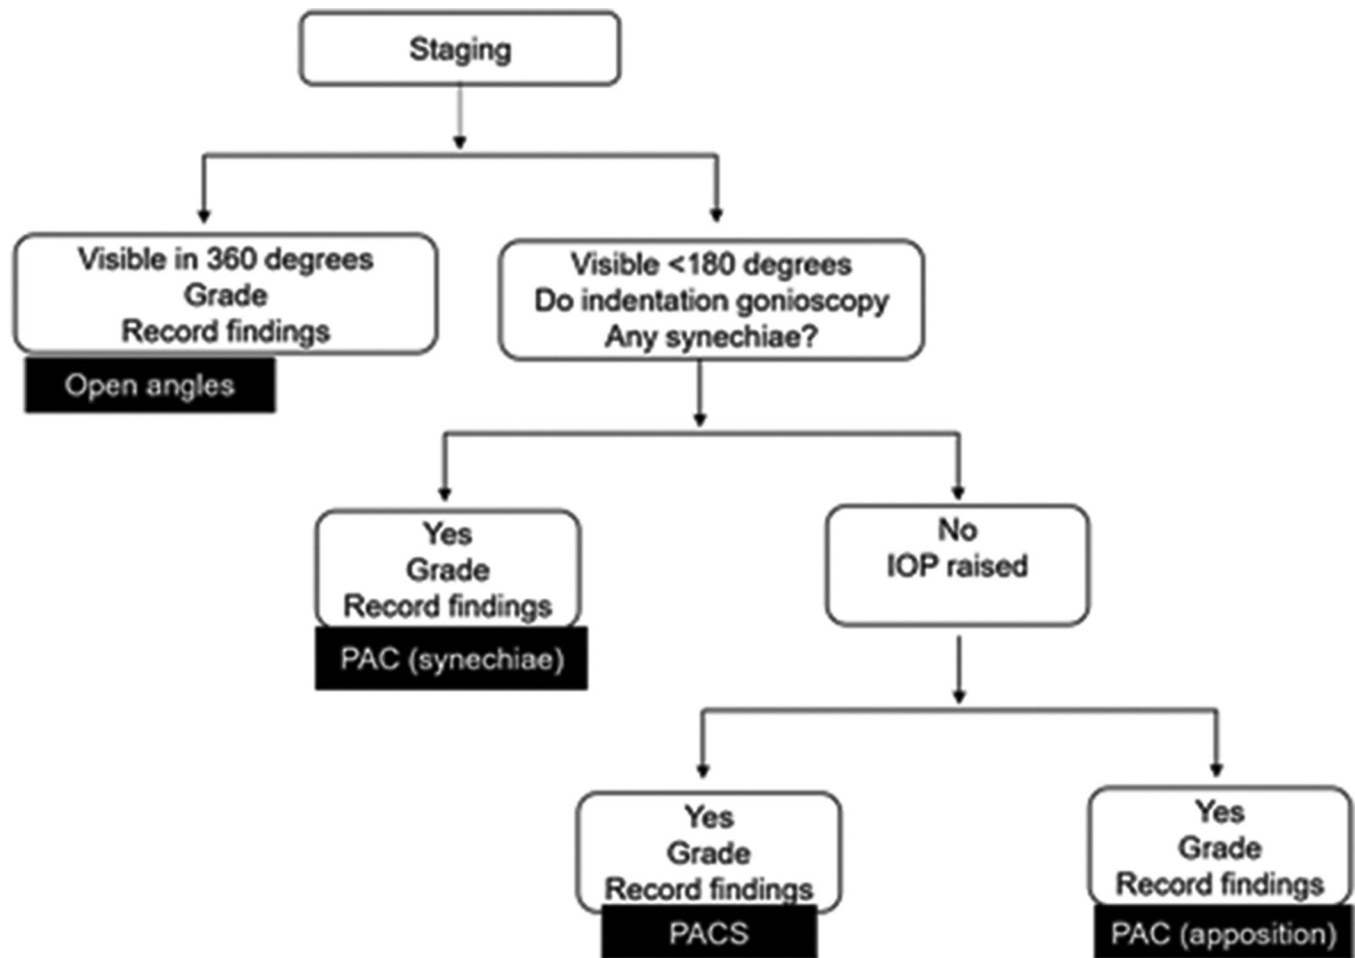 Staging
Visible in 360 degrees
Grade
Record findings
Open angles
Visible <180 degrees
Do indentation gonioscopy
Any synechiae?
Yes
Grade
Record findings
PAC (synechiae)
No
IOP raised
Yes
Grade
Record findings
PACS
Yes
Grade
Record findings
PAC (apposition)